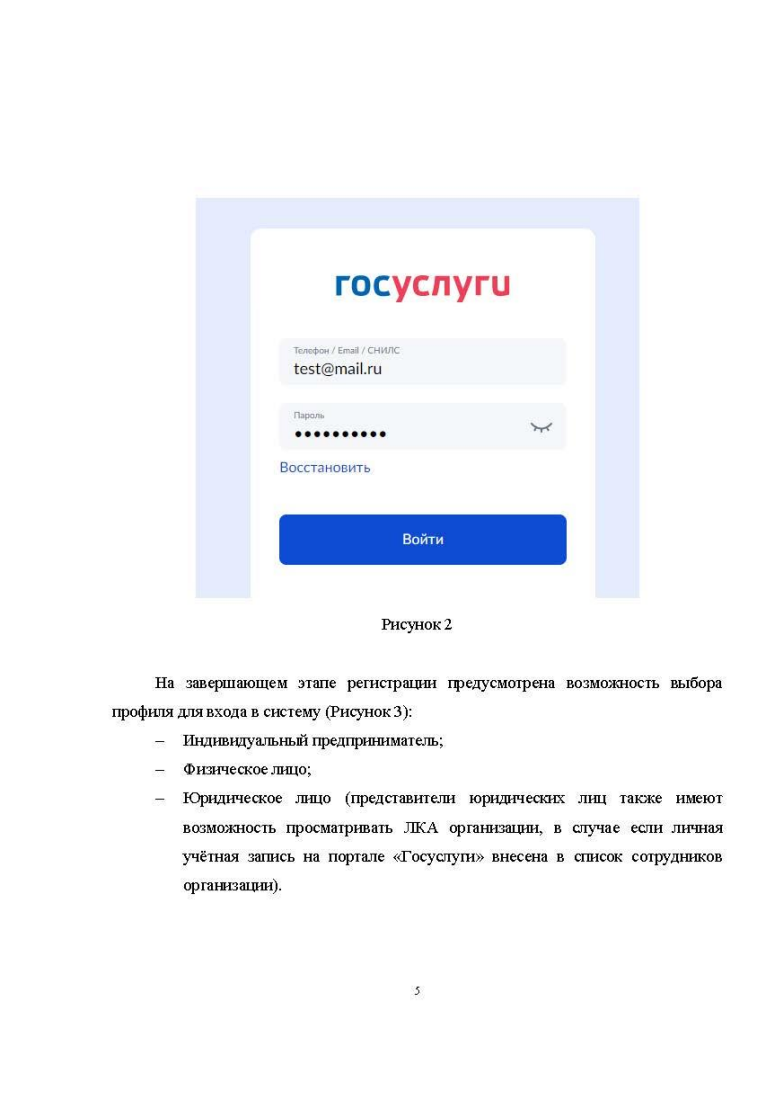 госуслуги
Телефон / Email / СНИЛС
test@mail.ru
Пароль
Восстановить
Войти
Рисунок 2
На завершающем этапе регистрации предусмотрена возможность выбора
профиля для входа в систему (Рисунок 3):
– Индивидуальный предприниматель;
– Физическое лицо;
– Юридическое лицо (представители юридических лиц также имеют
возможность просматривать ЛКА организации, в случае если личная
учётная запись на портале «Госуслуги» внесена в список сотрудников
организации).
5